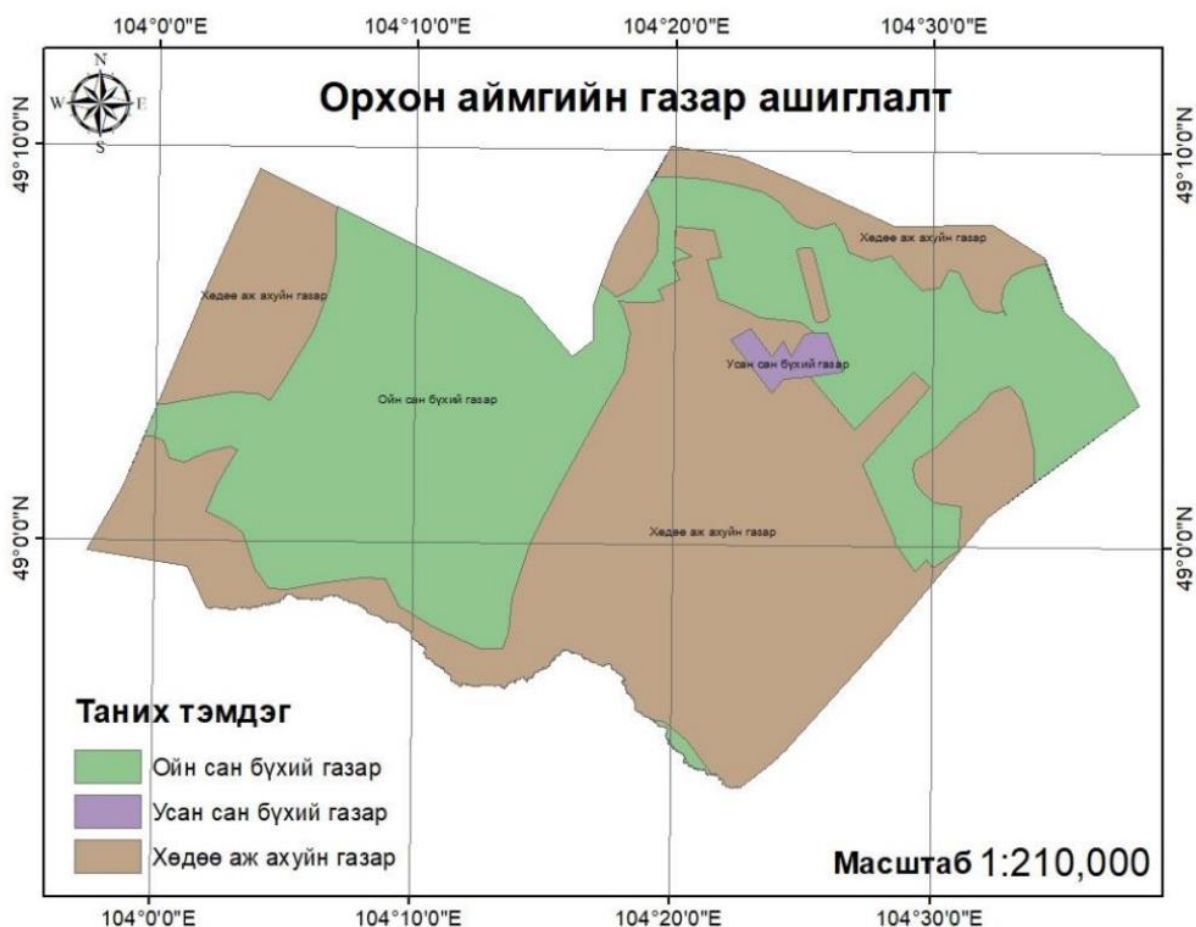 104°0'0"E 104°10'0"E 104°20'0"E 104°30'0"E
N
W E
S
Орхон аймгийн газар ашиглалт
49°10'0"N 49°10'0"N
Хөдөө аж ахуйн газар
Хөдөө аж ахуйн газар
Усан сан бүхий газар
Ойн сан бүхий газар
Хөдөө аж ахуйн газар
49°0'0"N 49°0'0"N
Таних тэмдэг
Ойн сан бүхий газар
Усан сан бүхий газар
Хөдөө аж ахуйн газар
Масштаб 1:210,000
104°0'0"E 104°10'0"E 104°20'0"E 104°30'0"E